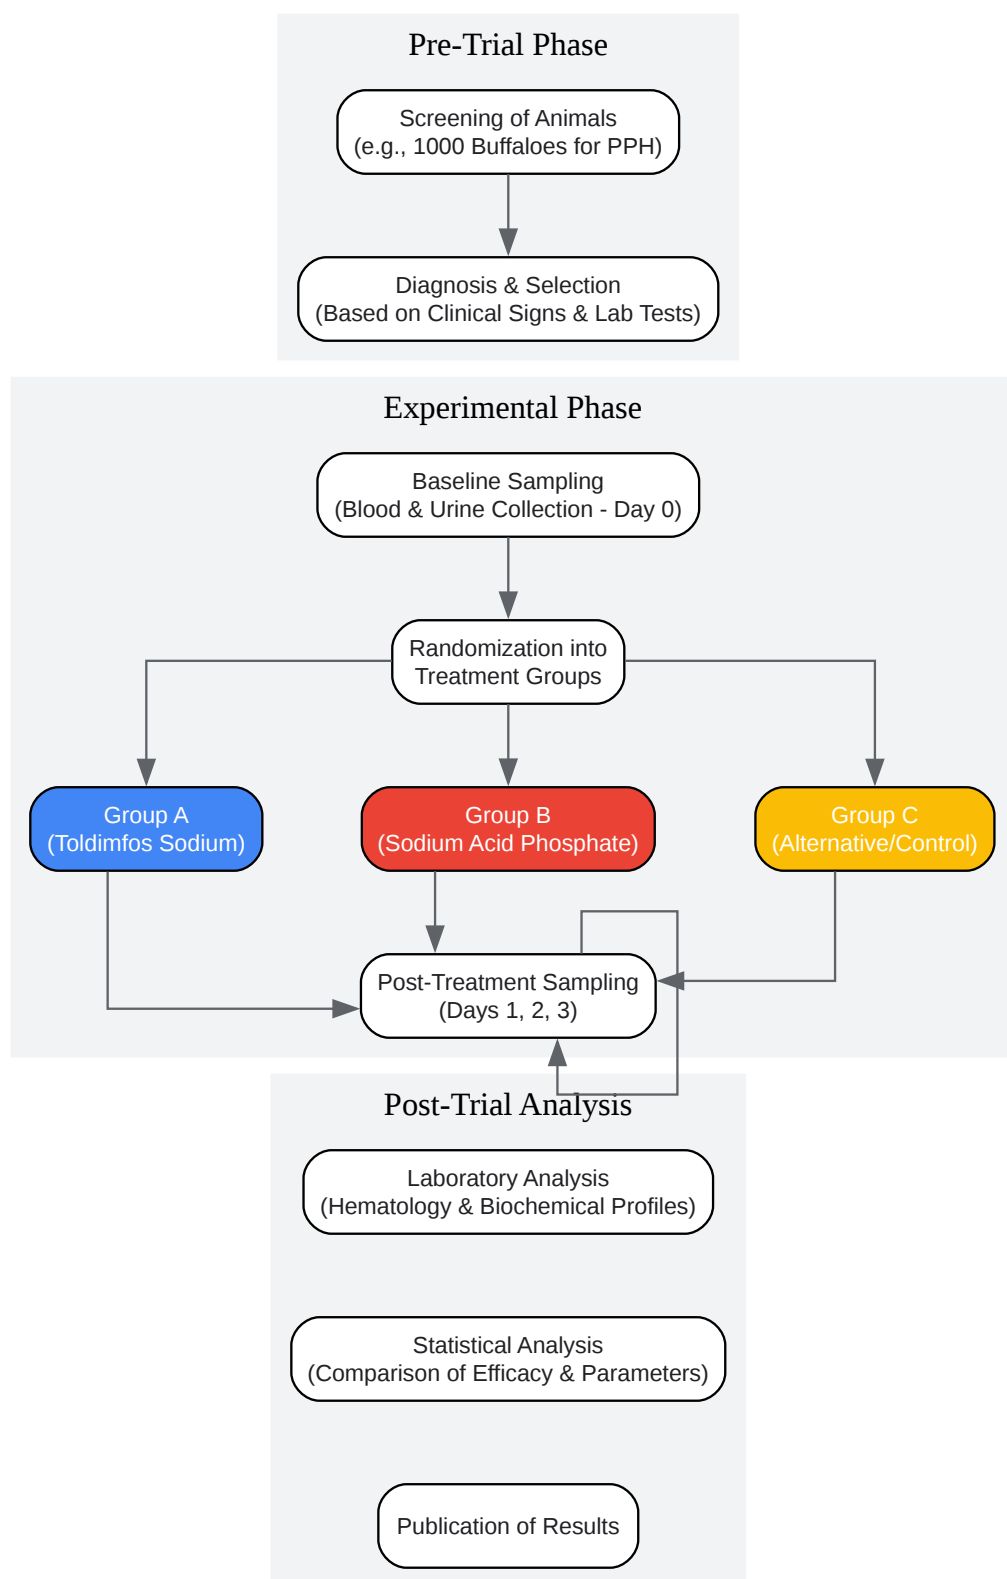 Pre-Trial Phase
Screening of Animals
(e.g., 1000 Buffaloes for PPH)
Diagnosis & Selection
(Based on Clinical Signs & Lab Tests)
Experimental Phase
Baseline Sampling
(Blood & Urine Collection - Day 0)
Randomization into
Treatment Groups
Group A
(Toldimfos Sodium)
Group B
(Sodium Acid Phosphate)
Group C
(Alternative/Control)
Post-Treatment Sampling
(Days 1, 2, 3)
Post-Trial Analysis
Laboratory Analysis
(Hematology & Biochemical Profiles)
Statistical Analysis
(Comparison of Efficacy & Parameters)
Publication of Results